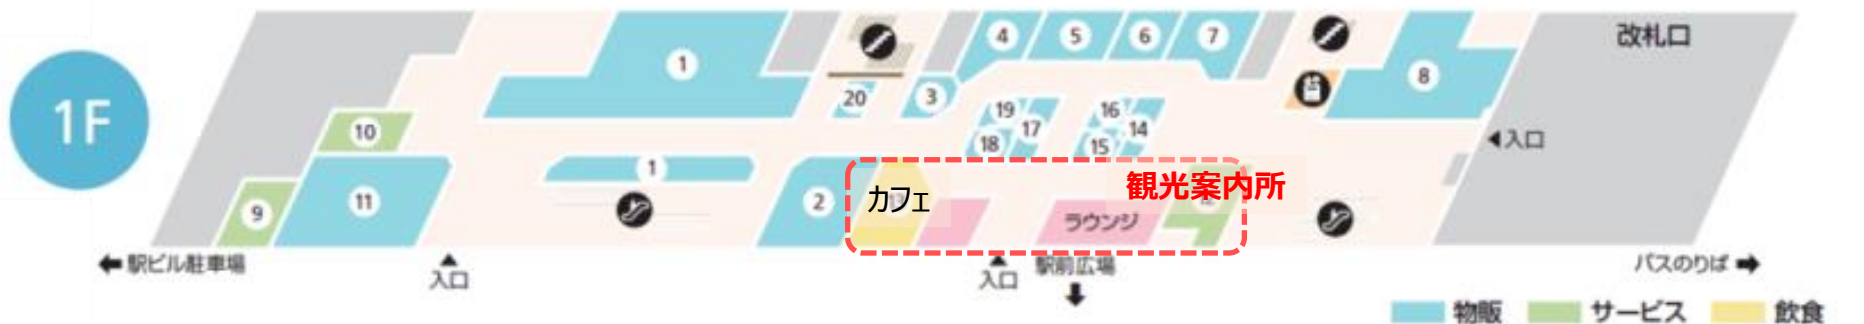 1F
改札口
1
4
5
6
7
8
20
3
19
17
18
16
14
15
10
入口
1
9
11
2
カフェ
観光案内所
ラウンジ
駅ビル駐車場
入口
入口
駅前広場
バスのりば
物販
サービス
飲食